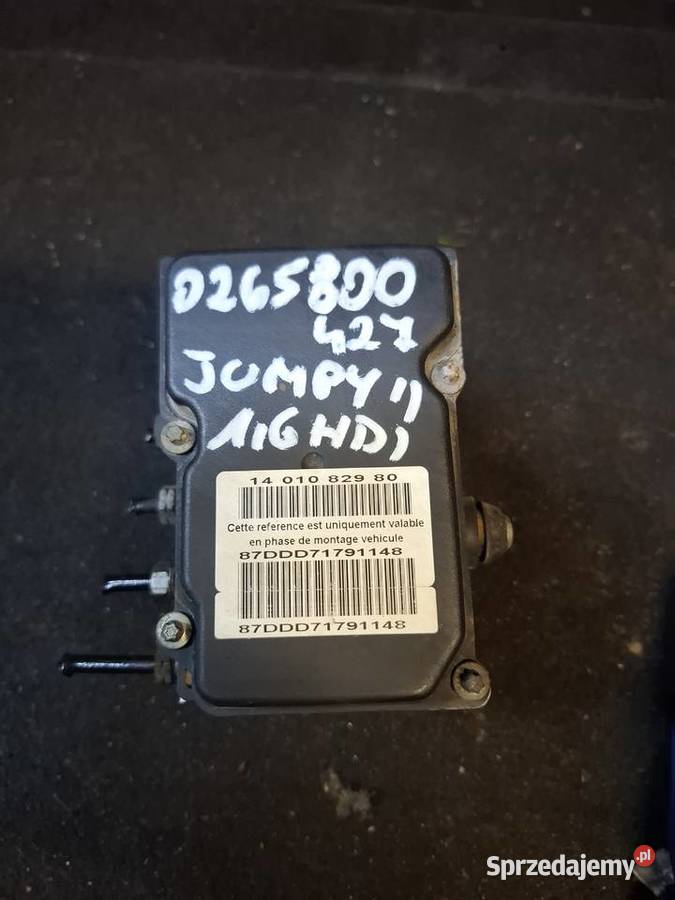 0265800
427
JUMPY II
1,6 HDI
14 010 829 80
Cette reference est uniquement valable
en phase de montage vehicule
87DDD71791148
87DDD71791148
Sprzedajemy.pl